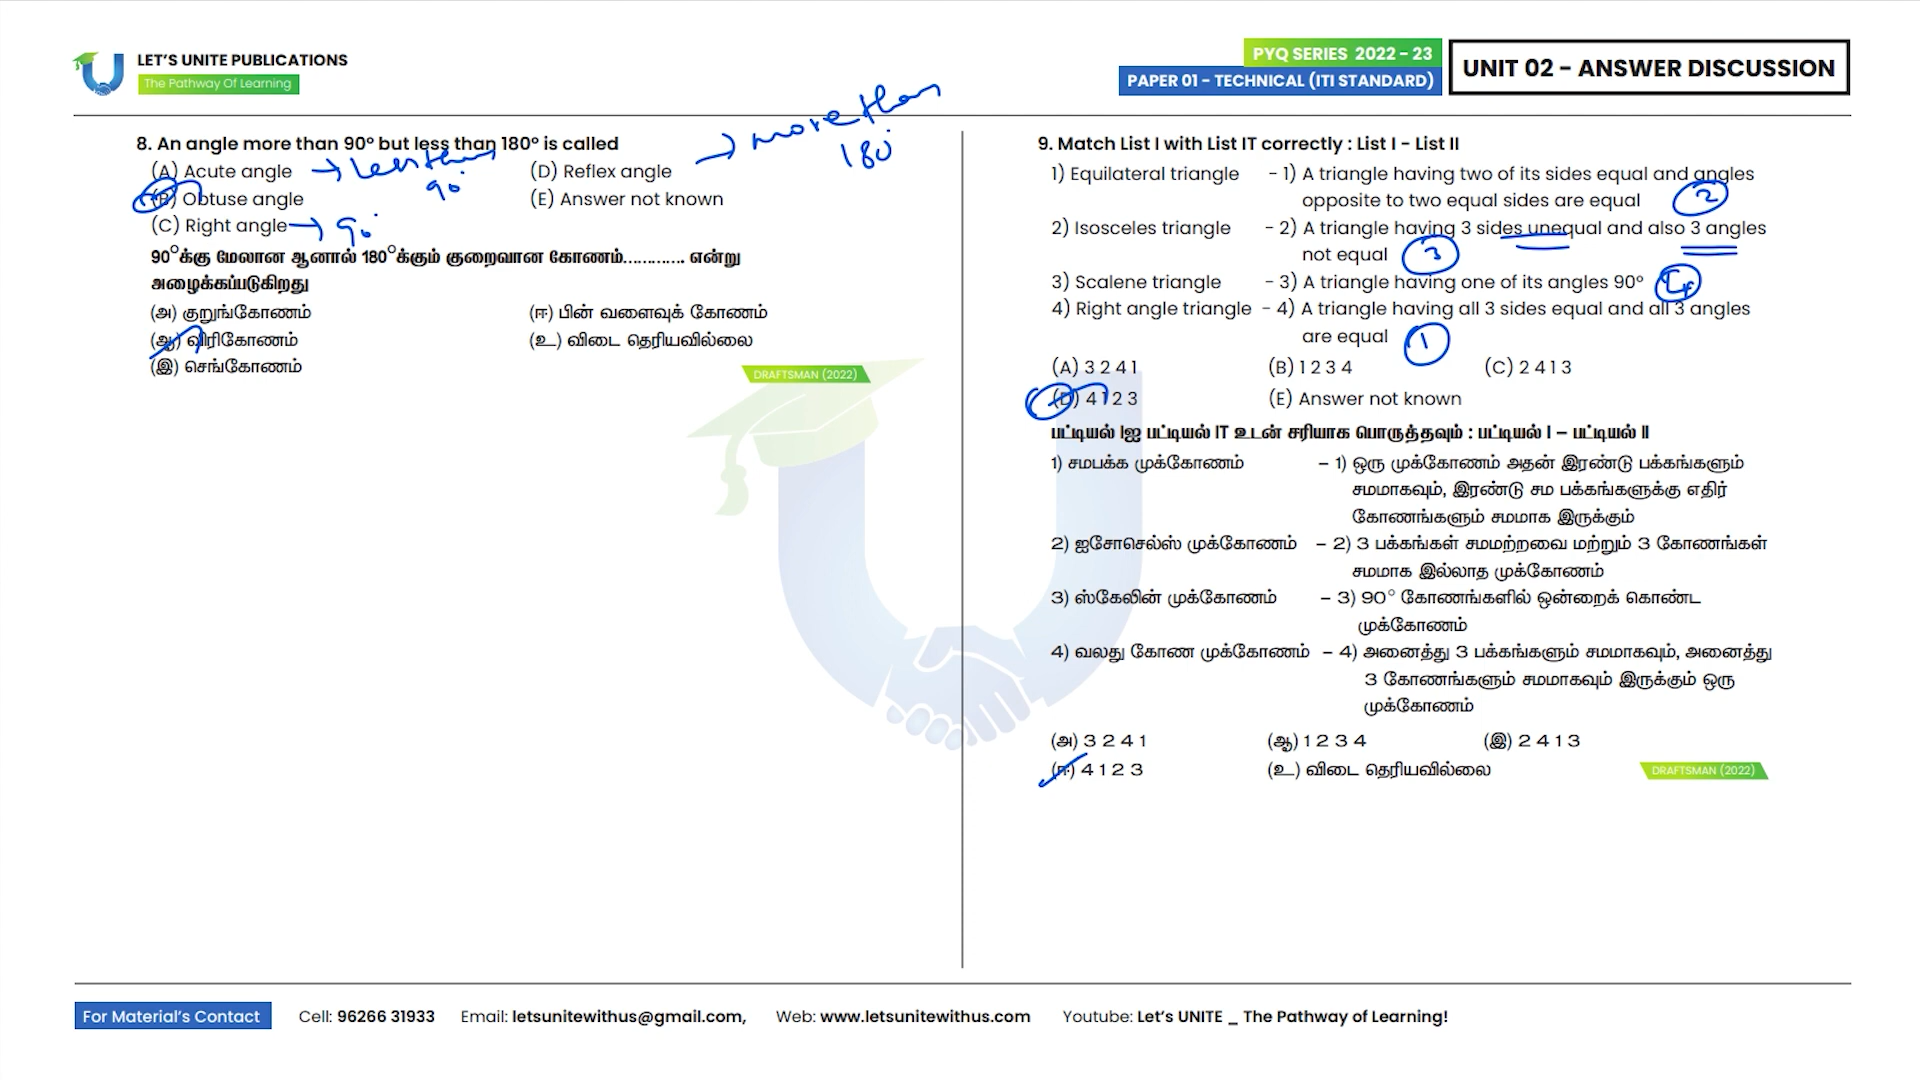 LET'S UNITE PUBLICATIONS
The Pathway Of Learning
PYQ SERIES 2022 - 23
PAPER 01 - TECHNICAL (ITI STANDARD)
UNIT 02 - ANSWER DISCUSSION
8. An angle more than 90° but less than 180° is called
(A) Acute angle → Less than 90°
(D) Reflex angle → more than 180°
(B) Obtuse angle
(E) Answer not known
(C) Right angle → 90°
90°க்கு மேலான ஆனால் 180°க்கும் குறைவான கோணம்............. என்று
அழைக்கப்படுகிறது
(அ) குறுங்கோணம்
(ஈ) பின் வளைவுக் கோணம்
(ஆ) விரிகோணம்
(உ) விடை தெரியவில்லை
(இ) செங்கோணம்
DRAFTSMAN (2022)
9. Match List I with List IT correctly : List I - List II
1) Equilateral triangle - 1) A triangle having two of its sides equal and angles
opposite to two equal sides are equal 2
2) Isosceles triangle - 2) A triangle having 3 sides unequal and also 3 angles
not equal 3
3) Scalene triangle - 3) A triangle having one of its angles 90° 4
4) Right angle triangle - 4) A triangle having all 3 sides equal and all 3 angles
are equal 1
(A) 3 2 4 1 (B) 1 2 3 4 (C) 2 4 1 3
(D) 4 1 2 3 (E) Answer not known
பட்டியல் Iஐ பட்டியல் IT உடன் சரியாக பொருத்தவும் : பட்டியல் I – பட்டியல் II
1) சமபக்க முக்கோணம் – 1) ஒரு முக்கோணம் அதன் இரண்டு பக்கங்களும்
சமமாகவும், இரண்டு சம பக்கங்களுக்கு எதிர்
கோணங்களும் சமமாக இருக்கும்
2) ஐசோசெல்ஸ் முக்கோணம் – 2) 3 பக்கங்கள் சமமற்றவை மற்றும் 3 கோணங்கள்
சமமாக இல்லாத முக்கோணம்
3) ஸ்கேலின் முக்கோணம் – 3) 90° கோணங்களில் ஒன்றைக் கொண்ட
முக்கோணம்
4) வலது கோண முக்கோணம் – 4) அனைத்து 3 பக்கங்களும் சமமாகவும், அனைத்து
3 கோணங்களும் சமமாகவும் இருக்கும் ஒரு
முக்கோணம்
(அ) 3 2 4 1 (ஆ) 1 2 3 4 (இ) 2 4 1 3
(ஈ) 4 1 2 3 (உ) விடை தெரியவில்லை
DRAFTSMAN (2022)
For Material's Contact Cell: 96266 31933 Email: letsunitewithus@gmail.com, Web: www.letsunitewithus.com Youtube: Let's UNITE _ The Pathway of Learning!